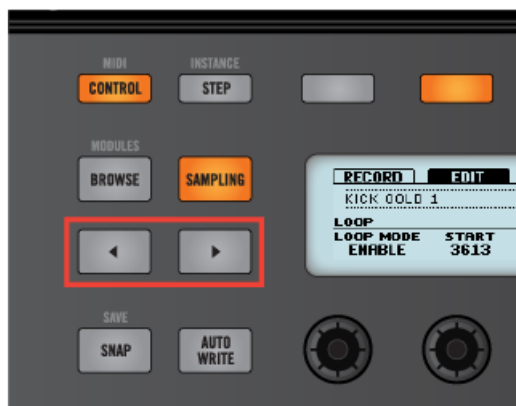 MIDI INSTANCE
CONTROL STEP
MODULES
BROWSE SAMPLING
RECORD EDIT
KICK GOLD 1
LOOP
LOOP MODE START
ENABLE 3613
SAVE
SNAP AUTO WRITE